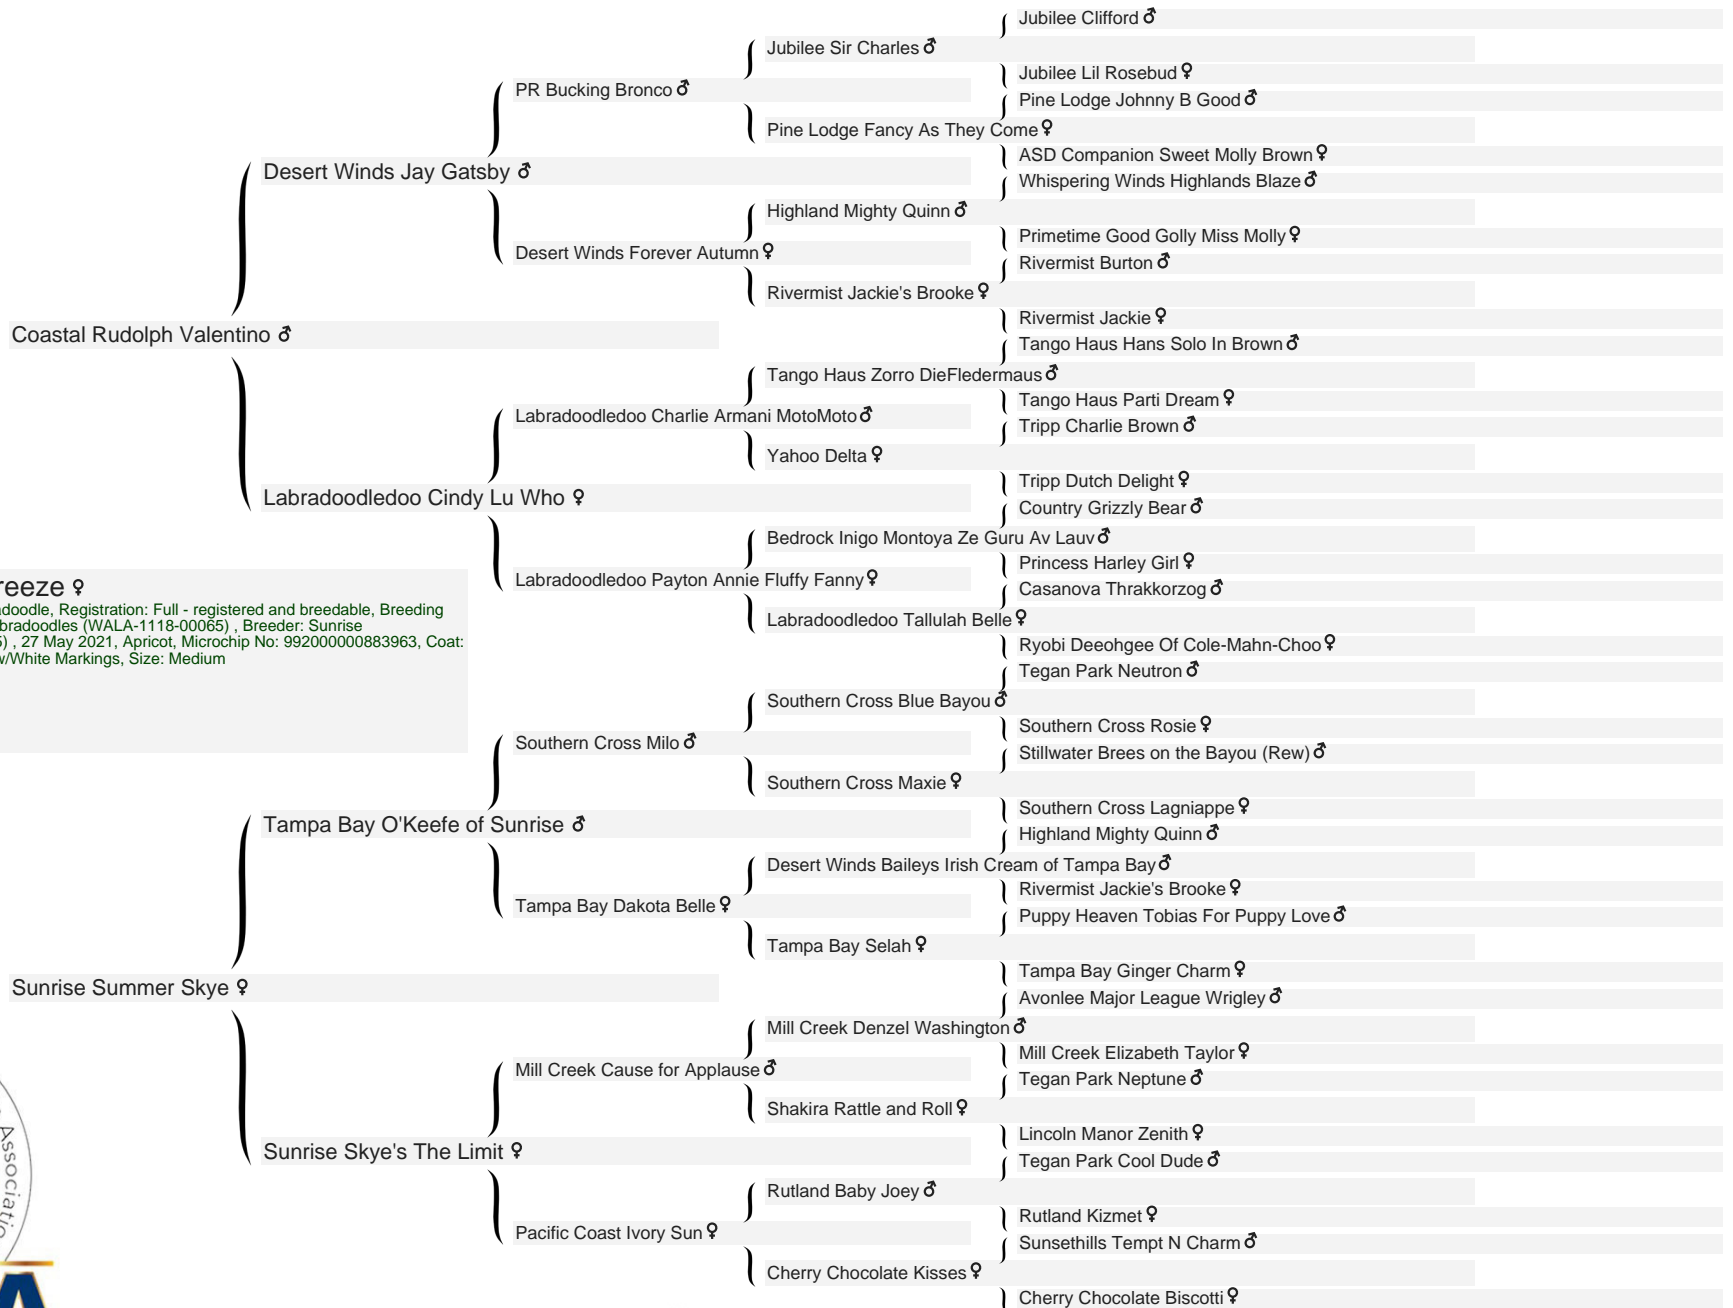 Jubilee Clifford ♂
Jubilee Sir Charles ♂
Jubilee Lil Rosebud ♀
PR Bucking Bronco ♂
Pine Lodge Johnny B Good ♂
Pine Lodge Fancy As They Come ♀
ASD Companion Sweet Molly Brown ♀
Desert Winds Jay Gatsby ♂
Whispering Winds Highlands Blaze ♂
Highland Mighty Quinn ♂
Primetime Good Golly Miss Molly ♀
Desert Winds Forever Autumn ♀
Rivermist Burton ♂
Rivermist Jackie's Brooke ♀
Rivermist Jackie ♀
Coastal Rudolph Valentino ♂
Tango Haus Hans Solo In Brown ♂
Tango Haus Zorro DieFledermaus ♂
Tango Haus Parti Dream ♀
Labradoodledoo Charlie Armani MotoMoto ♂
Tripp Charlie Brown ♂
Yahoo Delta ♀
Tripp Dutch Delight ♀
Labradoodledoo Cindy Lu Who ♀
Country Grizzly Bear ♂
Bedrock Inigo Montoya Ze Guru Av Lauv ♂
Princess Harley Girl ♀
Labradoodledoo Payton Annie Fluffy Fanny ♀
Casanova Thrakkorzog ♂
Labradoodledoo Tallulah Belle ♀
Ryobi Deeohgee Of Cole-Mahn-Choo ♀
reeze ♀
doodle, Registration: Full - registered and breedable, Breeding
bradoodles (WALA-1118-00065) , Breeder: Sunrise
) , 27 May 2021, Apricot, Microchip No: 992000000883963, Coat:
w/White Markings, Size: Medium
Tegan Park Neutron ♂
Southern Cross Blue Bayou ♂
Southern Cross Rosie ♀
Southern Cross Milo ♂
Stillwater Brees on the Bayou (Rew) ♂
Southern Cross Maxie ♀
Southern Cross Lagniappe ♀
Tampa Bay O'Keefe of Sunrise ♂
Highland Mighty Quinn ♂
Desert Winds Baileys Irish Cream of Tampa Bay ♂
Rivermist Jackie's Brooke ♀
Tampa Bay Dakota Belle ♀
Puppy Heaven Tobias For Puppy Love ♂
Tampa Bay Selah ♀
Tampa Bay Ginger Charm ♀
Sunrise Summer Skye ♀
Avonlee Major League Wrigley ♂
Mill Creek Denzel Washington ♂
Mill Creek Elizabeth Taylor ♀
Mill Creek Cause for Applause ♂
Tegan Park Neptune ♂
Shakira Rattle and Roll ♀
Lincoln Manor Zenith ♀
Sunrise Skye's The Limit ♀
Tegan Park Cool Dude ♂
Rutland Baby Joey ♂
Rutland Kizmet ♀
Pacific Coast Ivory Sun ♀
Sunsethills Tempt N Charm ♂
Cherry Chocolate Kisses ♀
Cherry Chocolate Biscotti ♀
Associatio
A